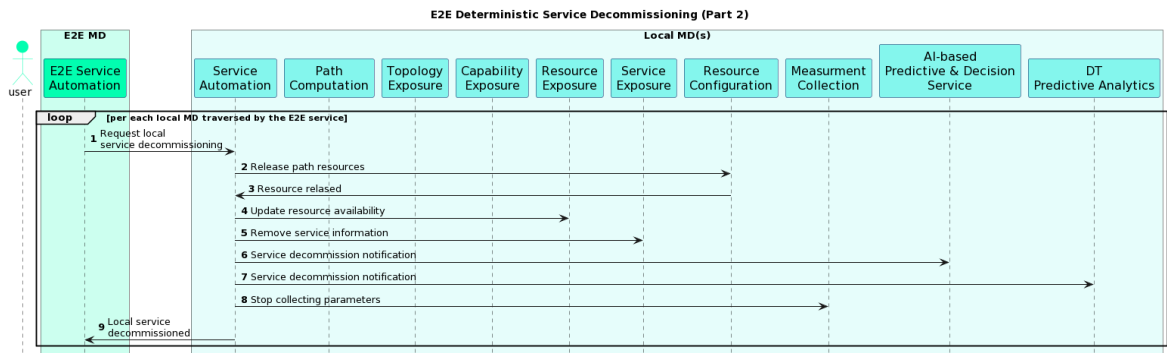 E2E Deterministic Service Decommissioning (Part 2)
E2E MD
Local MD(s)
user
E2E Service
Automation
Service
Automation
Path
Computation
Topology
Exposure
Capability
Exposure
Resource
Exposure
Service
Exposure
Resource
Configuration
Measurment
Collection
AI-based
Predictive & Decision
Service
DT
Predictive Analytics
loop [per each local MD traversed by the E2E service]
1 Request local
service decommissioning
2 Release path resources
3 Resource relased
4 Update resource availability
5 Remove service information
6 Service decommission notification
7 Service decommission notification
8 Stop collecting parameters
9 Local service
decommissioned